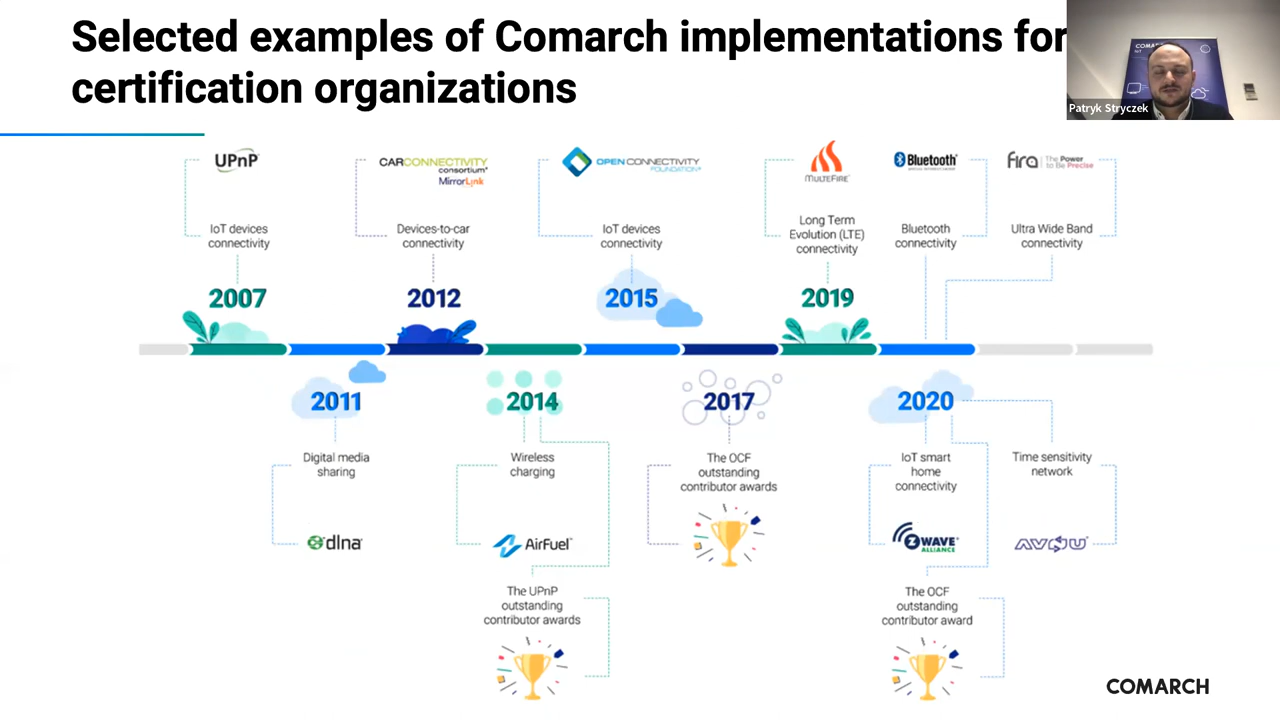 Selected examples of Comarch implementations for
certification organizations
COMARCH
IoT
Patryk Stryczek
UPnP
CARCONNECTIVITY
consortium®
MirrorLink
OPEN CONNECTIVITY
FOUNDATION®
MULTEFIRE
Bluetooth®
fira
The Power
to Be Precise
IoT devices
connectivity
Devices-to-car
connectivity
IoT devices
connectivity
Long Term
Evolution (LTE)
connectivity
Bluetooth
connectivity
Ultra Wide Band
connectivity
2007
2012
2015
2019
2011
2014
2017
2020
Digital media
sharing
Wireless
charging
The OCF
outstanding
contributor awards
IoT smart
home
connectivity
Time sensitivity
network
dlna
AirFuel
Z WAVE
ALLIANCE
AVNU
The UPnP
outstanding
contributor awards
The OCF
outstanding
contributor award
COMARCH